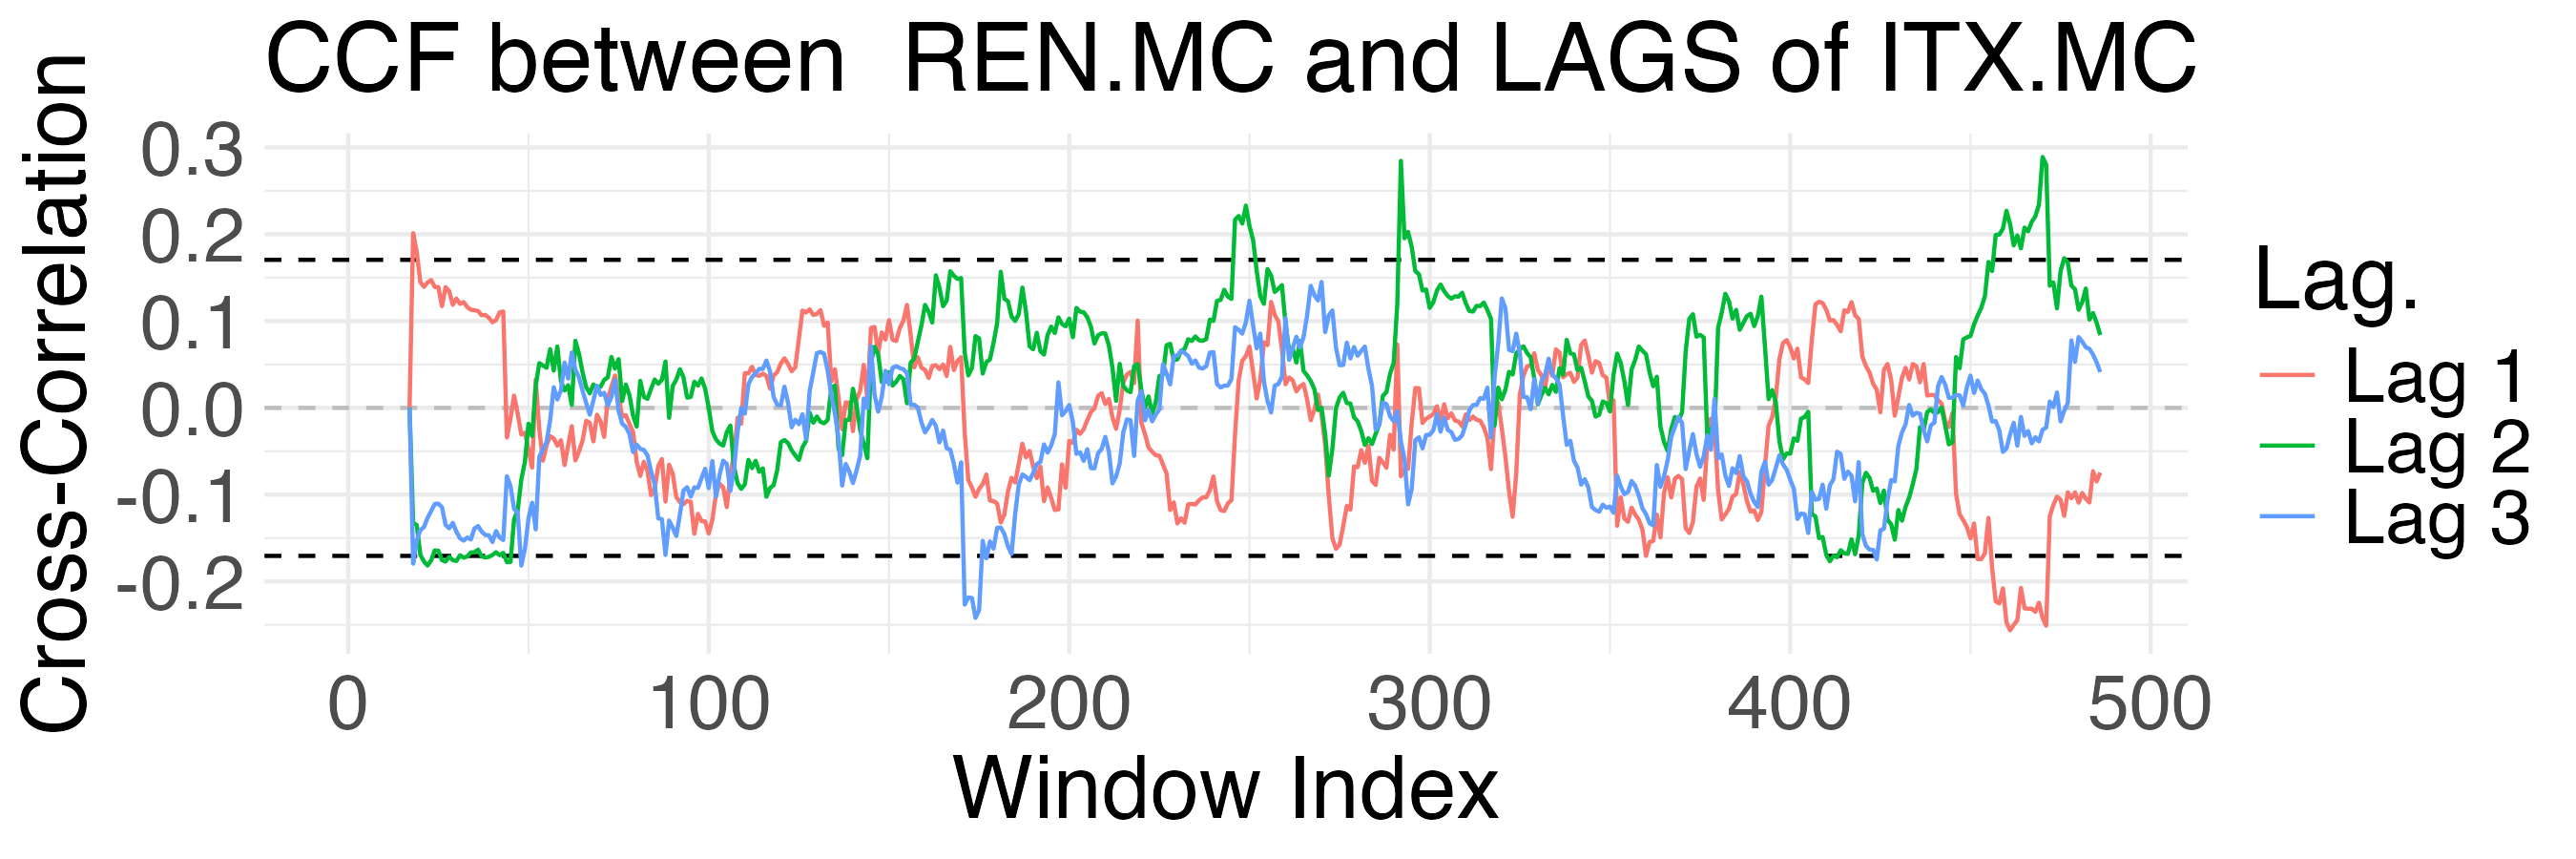 CCF between  REN.MC and LAGS of ITX.MC
Cross-Correlation
0.3
0.2
0.1
0.0
-0.1
-0.2
0 100 200 300 400 500
Window Index
Lag.
Lag 1
Lag 2
Lag 3